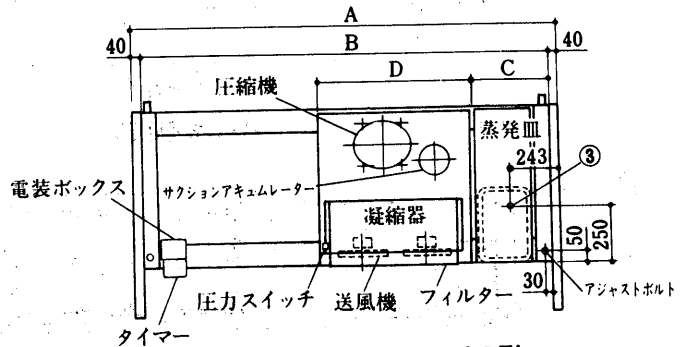 A
40 B 40
D C
圧縮機
蒸発皿
243
③
電装ボックス
サクションアキュムレーター
凝縮器
50
250
圧力スイッチ 送風機 フィルター
30
アジャストボルト
タイマー